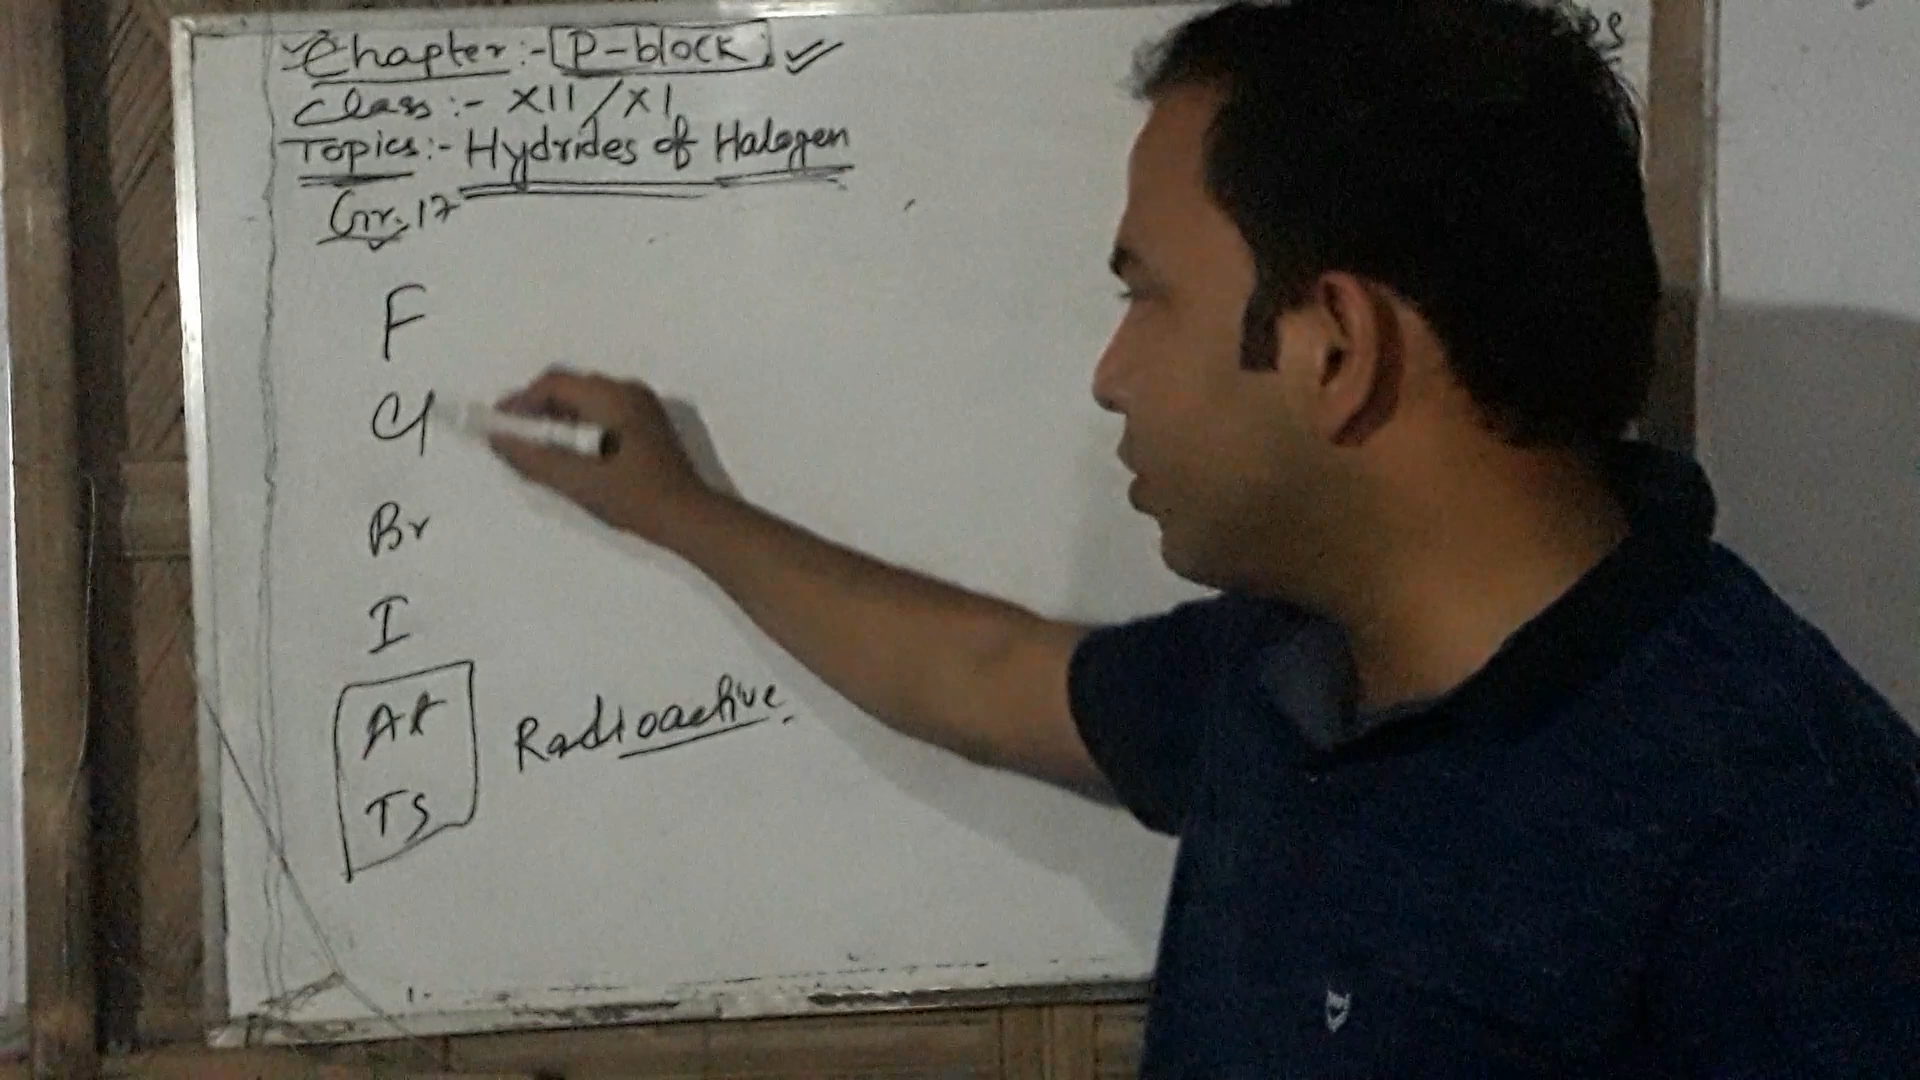 Chapter :- P-block
Class :- XII/XI
Topics :- Hydrides of Halogen
Gr. 17
F
Cl
Br
I
At
Ts
Radioactive.